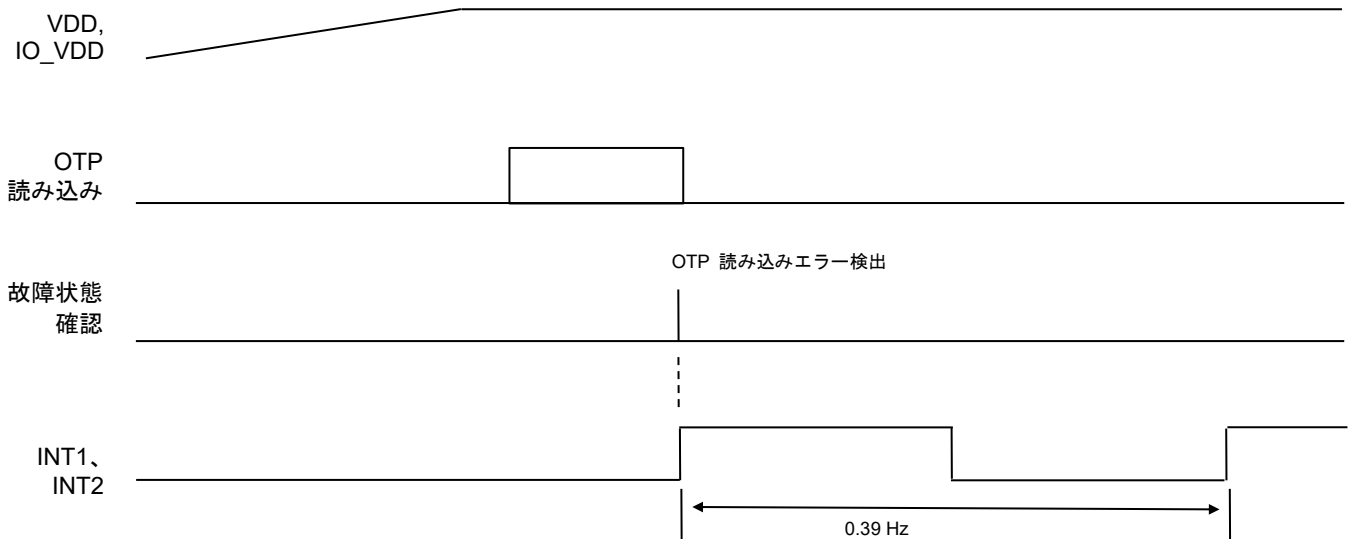 VDD,
IO_VDD
OTP
読み込み
OTP 読み込みエラー検出
故障状態
確認
INT1、
INT2
0.39 Hz